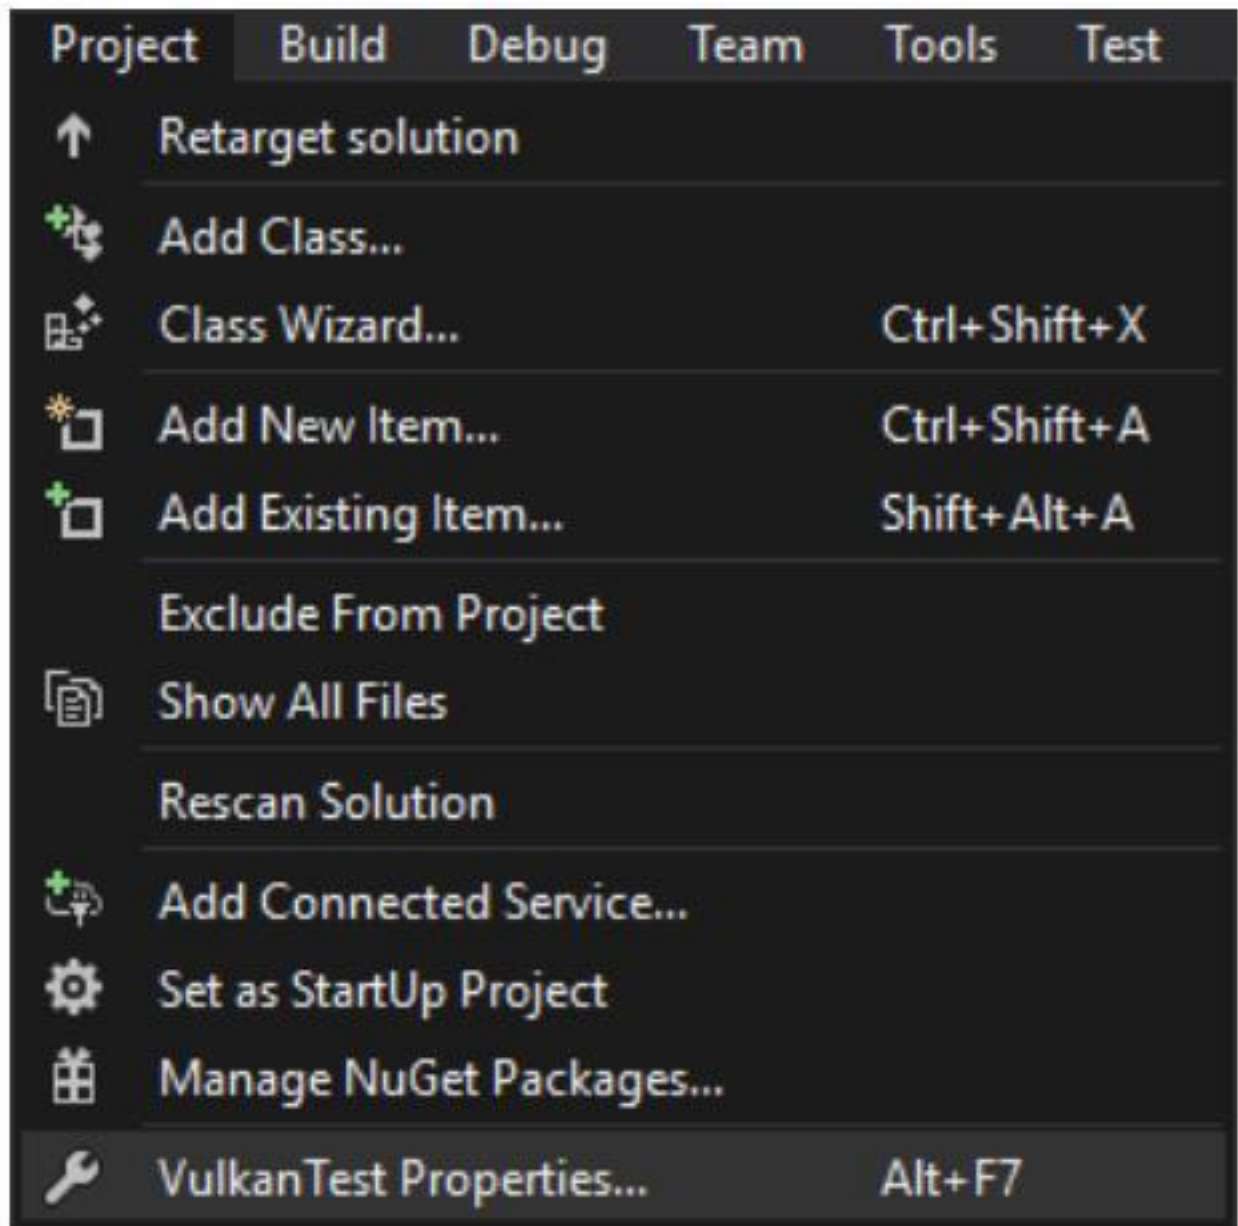 Project Build Debug Team Tools Test
Retarget solution
Add Class...
Class Wizard... Ctrl+Shift+X
Add New Item... Ctrl+Shift+A
Add Existing Item... Shift+Alt+A
Exclude From Project
Show All Files
Rescan Solution
Add Connected Service...
Set as StartUp Project
Manage NuGet Packages...
VulkanTest Properties... Alt+F7